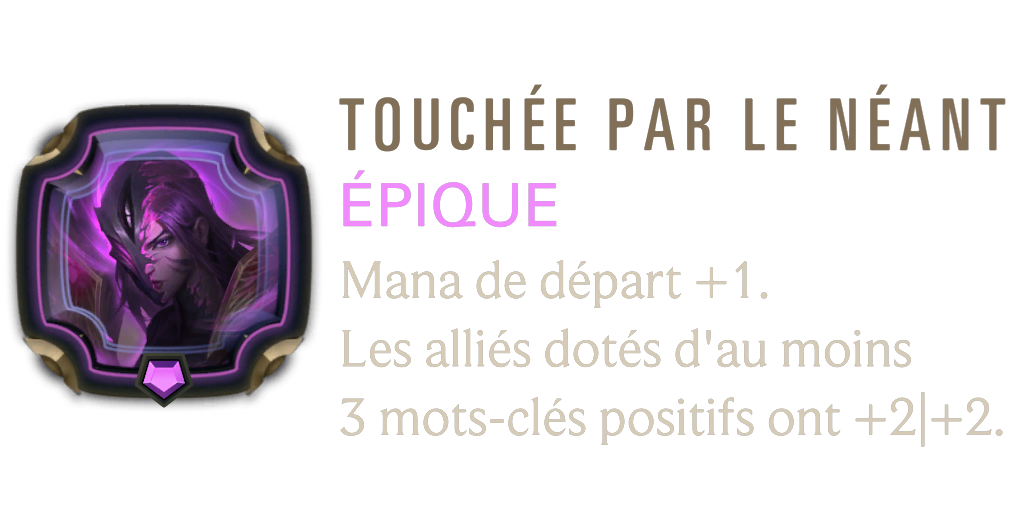 TOUCHÉE PAR LE NÉANT
ÉPIQUE
Mana de départ +1.
Les alliés dotés d'au moins
3 mots-clés positifs ont +2|+2.